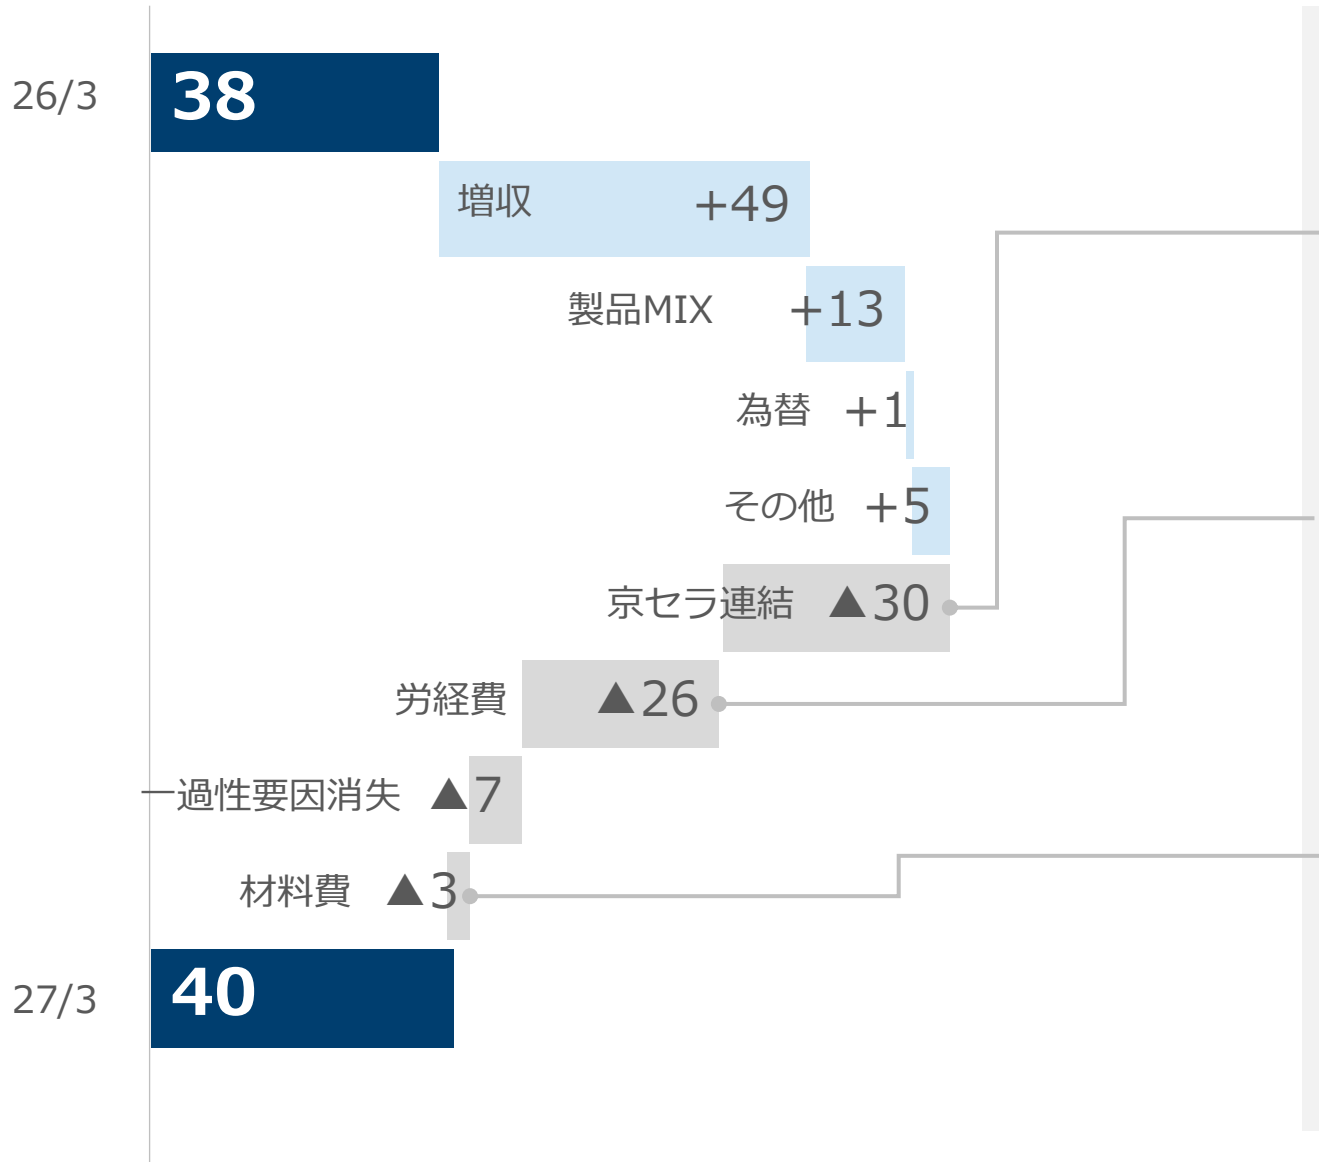 26/3 38
増収 +49
製品MIX +13
為替 +1
その他 +5
京セラ連結 ▲30
労経費 ▲26
一過性要因消失 ▲7
材料費 ▲3
27/3 40